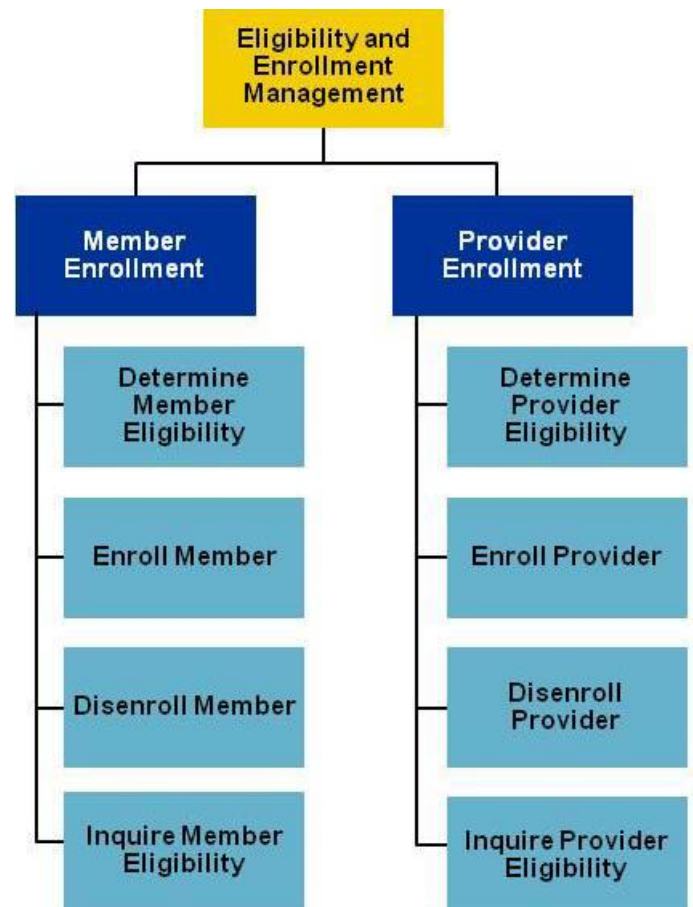 Eligibility and
Enrollment
Management
Member
Enrollment
Determine
Member
Eligibility
Enroll Member
Disenroll Member
Inquire Member
Eligibility
Provider
Enrollment
Determine
Provider
Eligibility
Enroll Provider
Disenroll
Provider
Inquire Provider
Eligibility